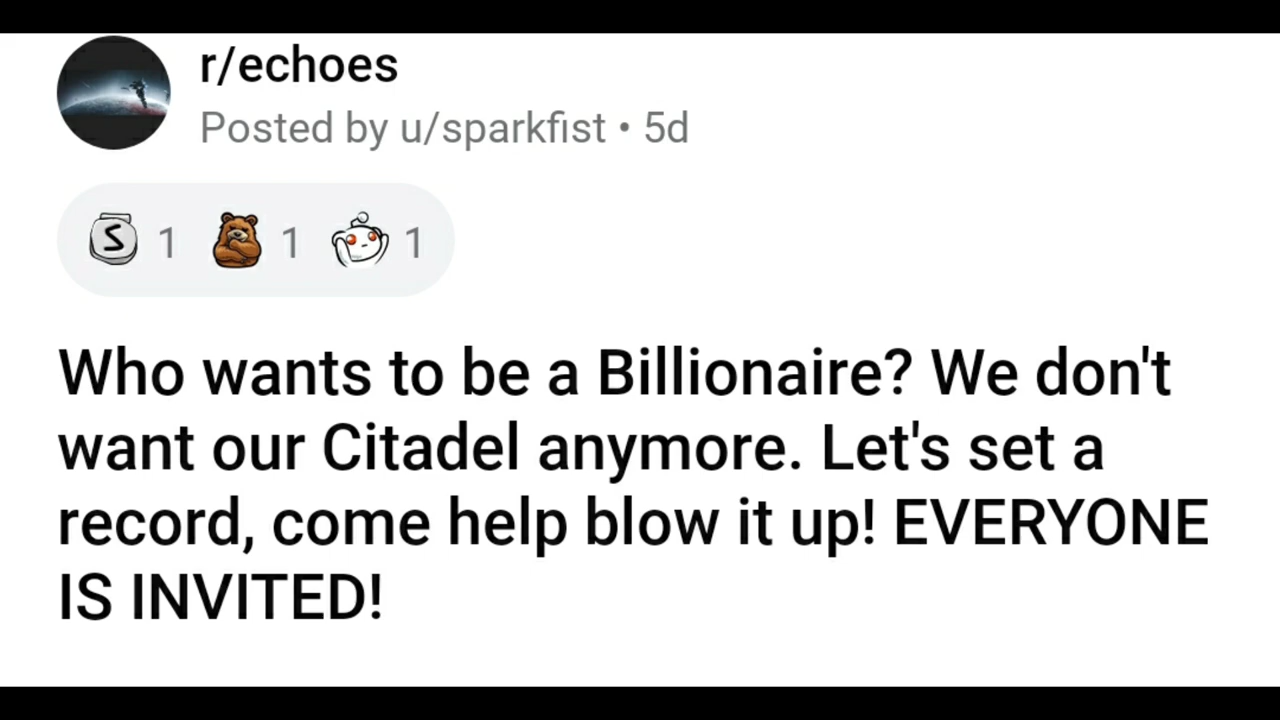 r/echoes
Posted by u/sparkfist • 5d
S 1 1 1
Who wants to be a Billionaire? We don't
want our Citadel anymore. Let's set a
record, come help blow it up! EVERYONE
IS INVITED!